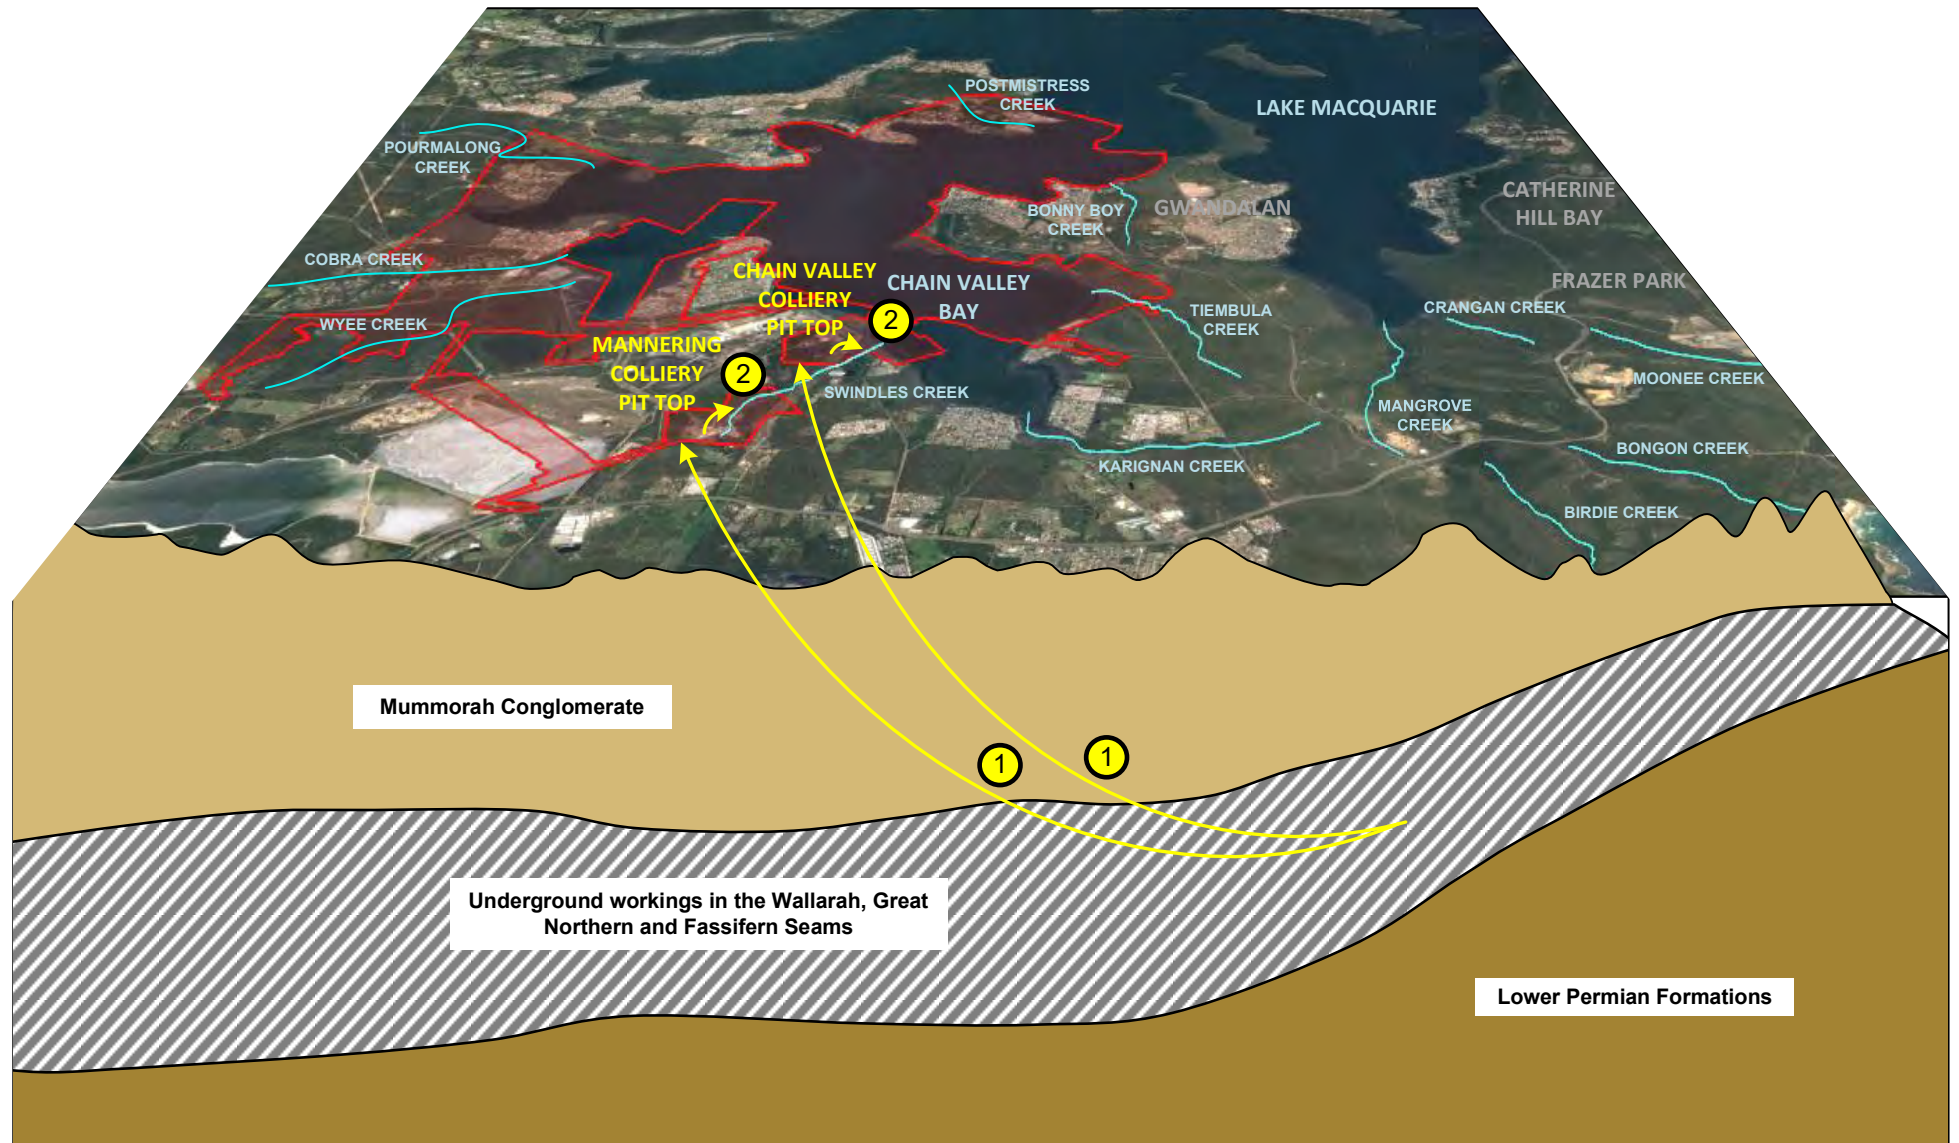 POSTMISTRESS
CREEK
LAKE MACQUARIE
POURMALONG
CREEK
CATHERINE
HILL BAY
BONNY BOY
CREEK
GWANDALAN
COBRA CREEK
CHAIN VALLEY
COLLIERY
PIT TOP
CHAIN VALLEY
BAY
2
FRAZER PARK
CRANGAN CREEK
TIEMBULA
CREEK
WYEE CREEK
MANNERING
COLLIERY
PIT TOP
2
SWINDLES CREEK
MOONEE CREEK
MANGROVE
CREEK
KARIGNAN CREEK
BONGON CREEK
BIRDIE CREEK
Mummorah Conglomerate
1
1
Underground workings in the Wallarah, Great
Northern and Fassifern Seams
Lower Permian Formations